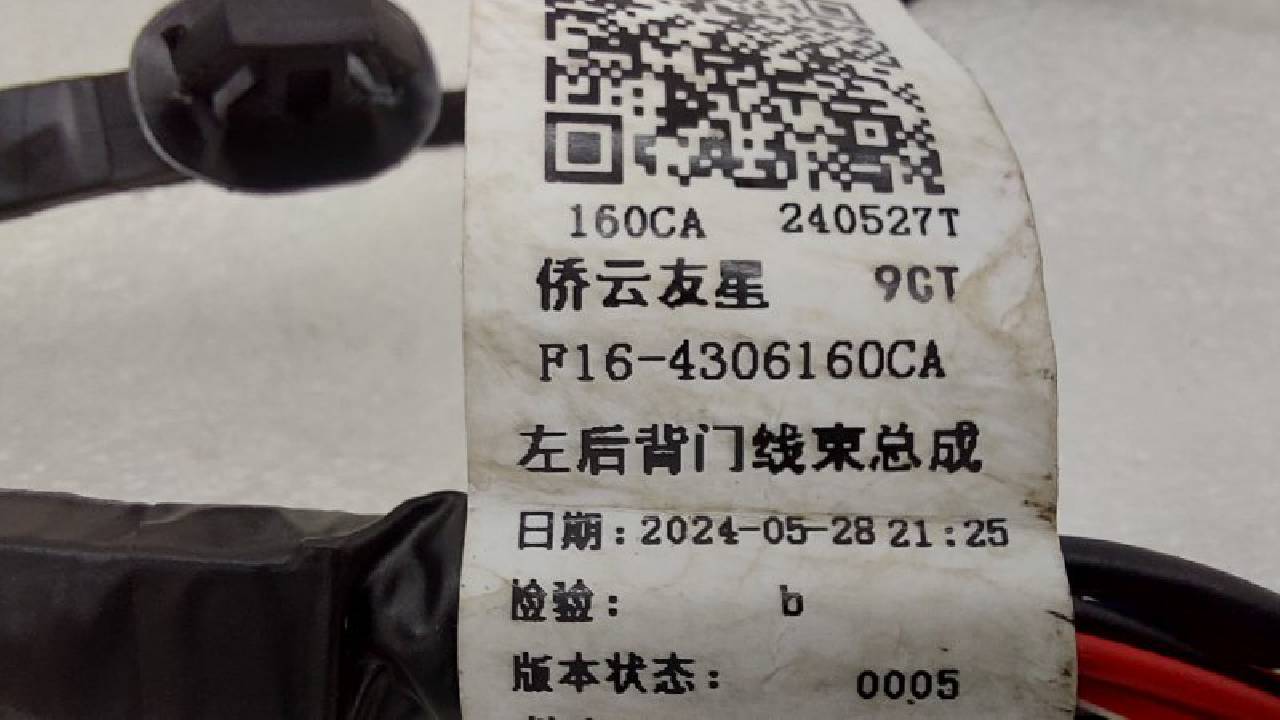 160CA 240527T
侨云友星 9GT
F16-4306160CA
左后背门线束总成
日期:2024-05-28 21:25
检验: b
版本状态: 0005